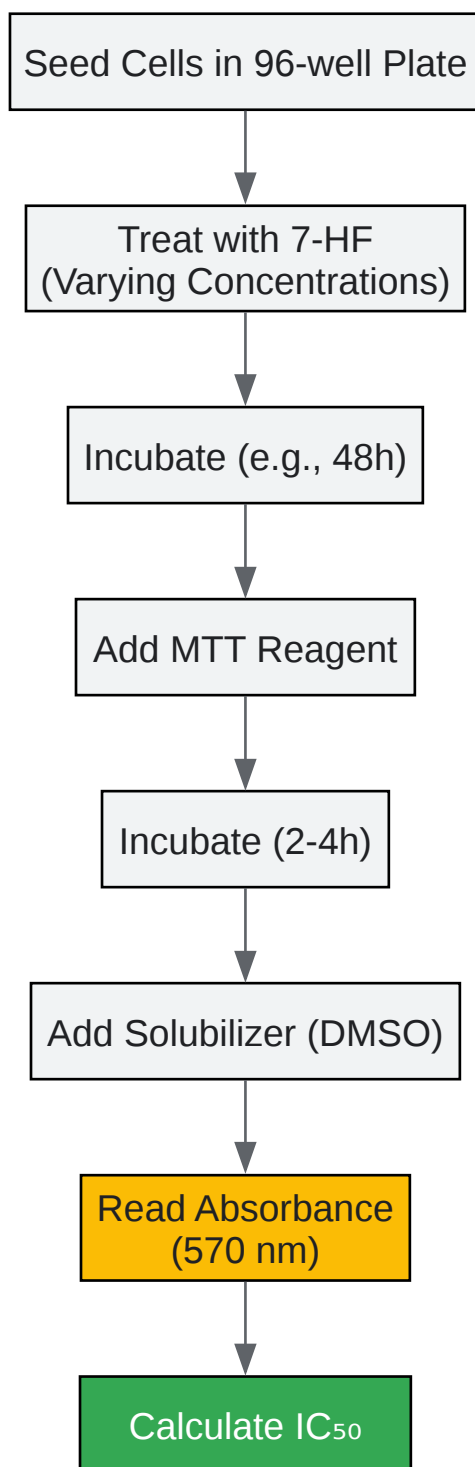 Seed Cells in 96-well Plate
Treat with 7-HF
(Varying Concentrations)
Incubate (e.g., 48h)
Add MTT Reagent
Incubate (2-4h)
Add Solubilizer (DMSO)
Read Absorbance
(570 nm)
Calculate IC₅₀